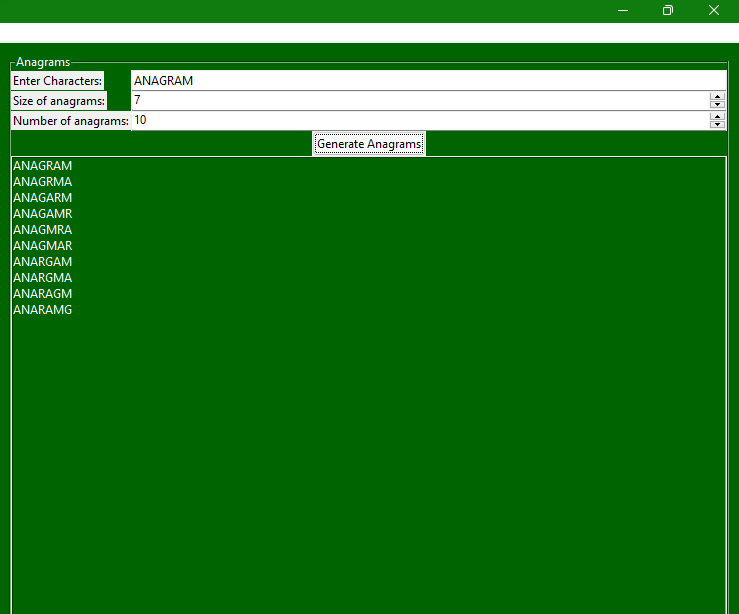 Anagrams
Enter Characters: ANAGRAM
Size of anagrams: 7
Number of anagrams: 10
Generate Anagrams
ANAGRAM
ANAGRMA
ANAGARM
ANAGAMR
ANAGMRA
ANAGMAR
ANARGAM
ANARGMA
ANARAGM
ANARAMG